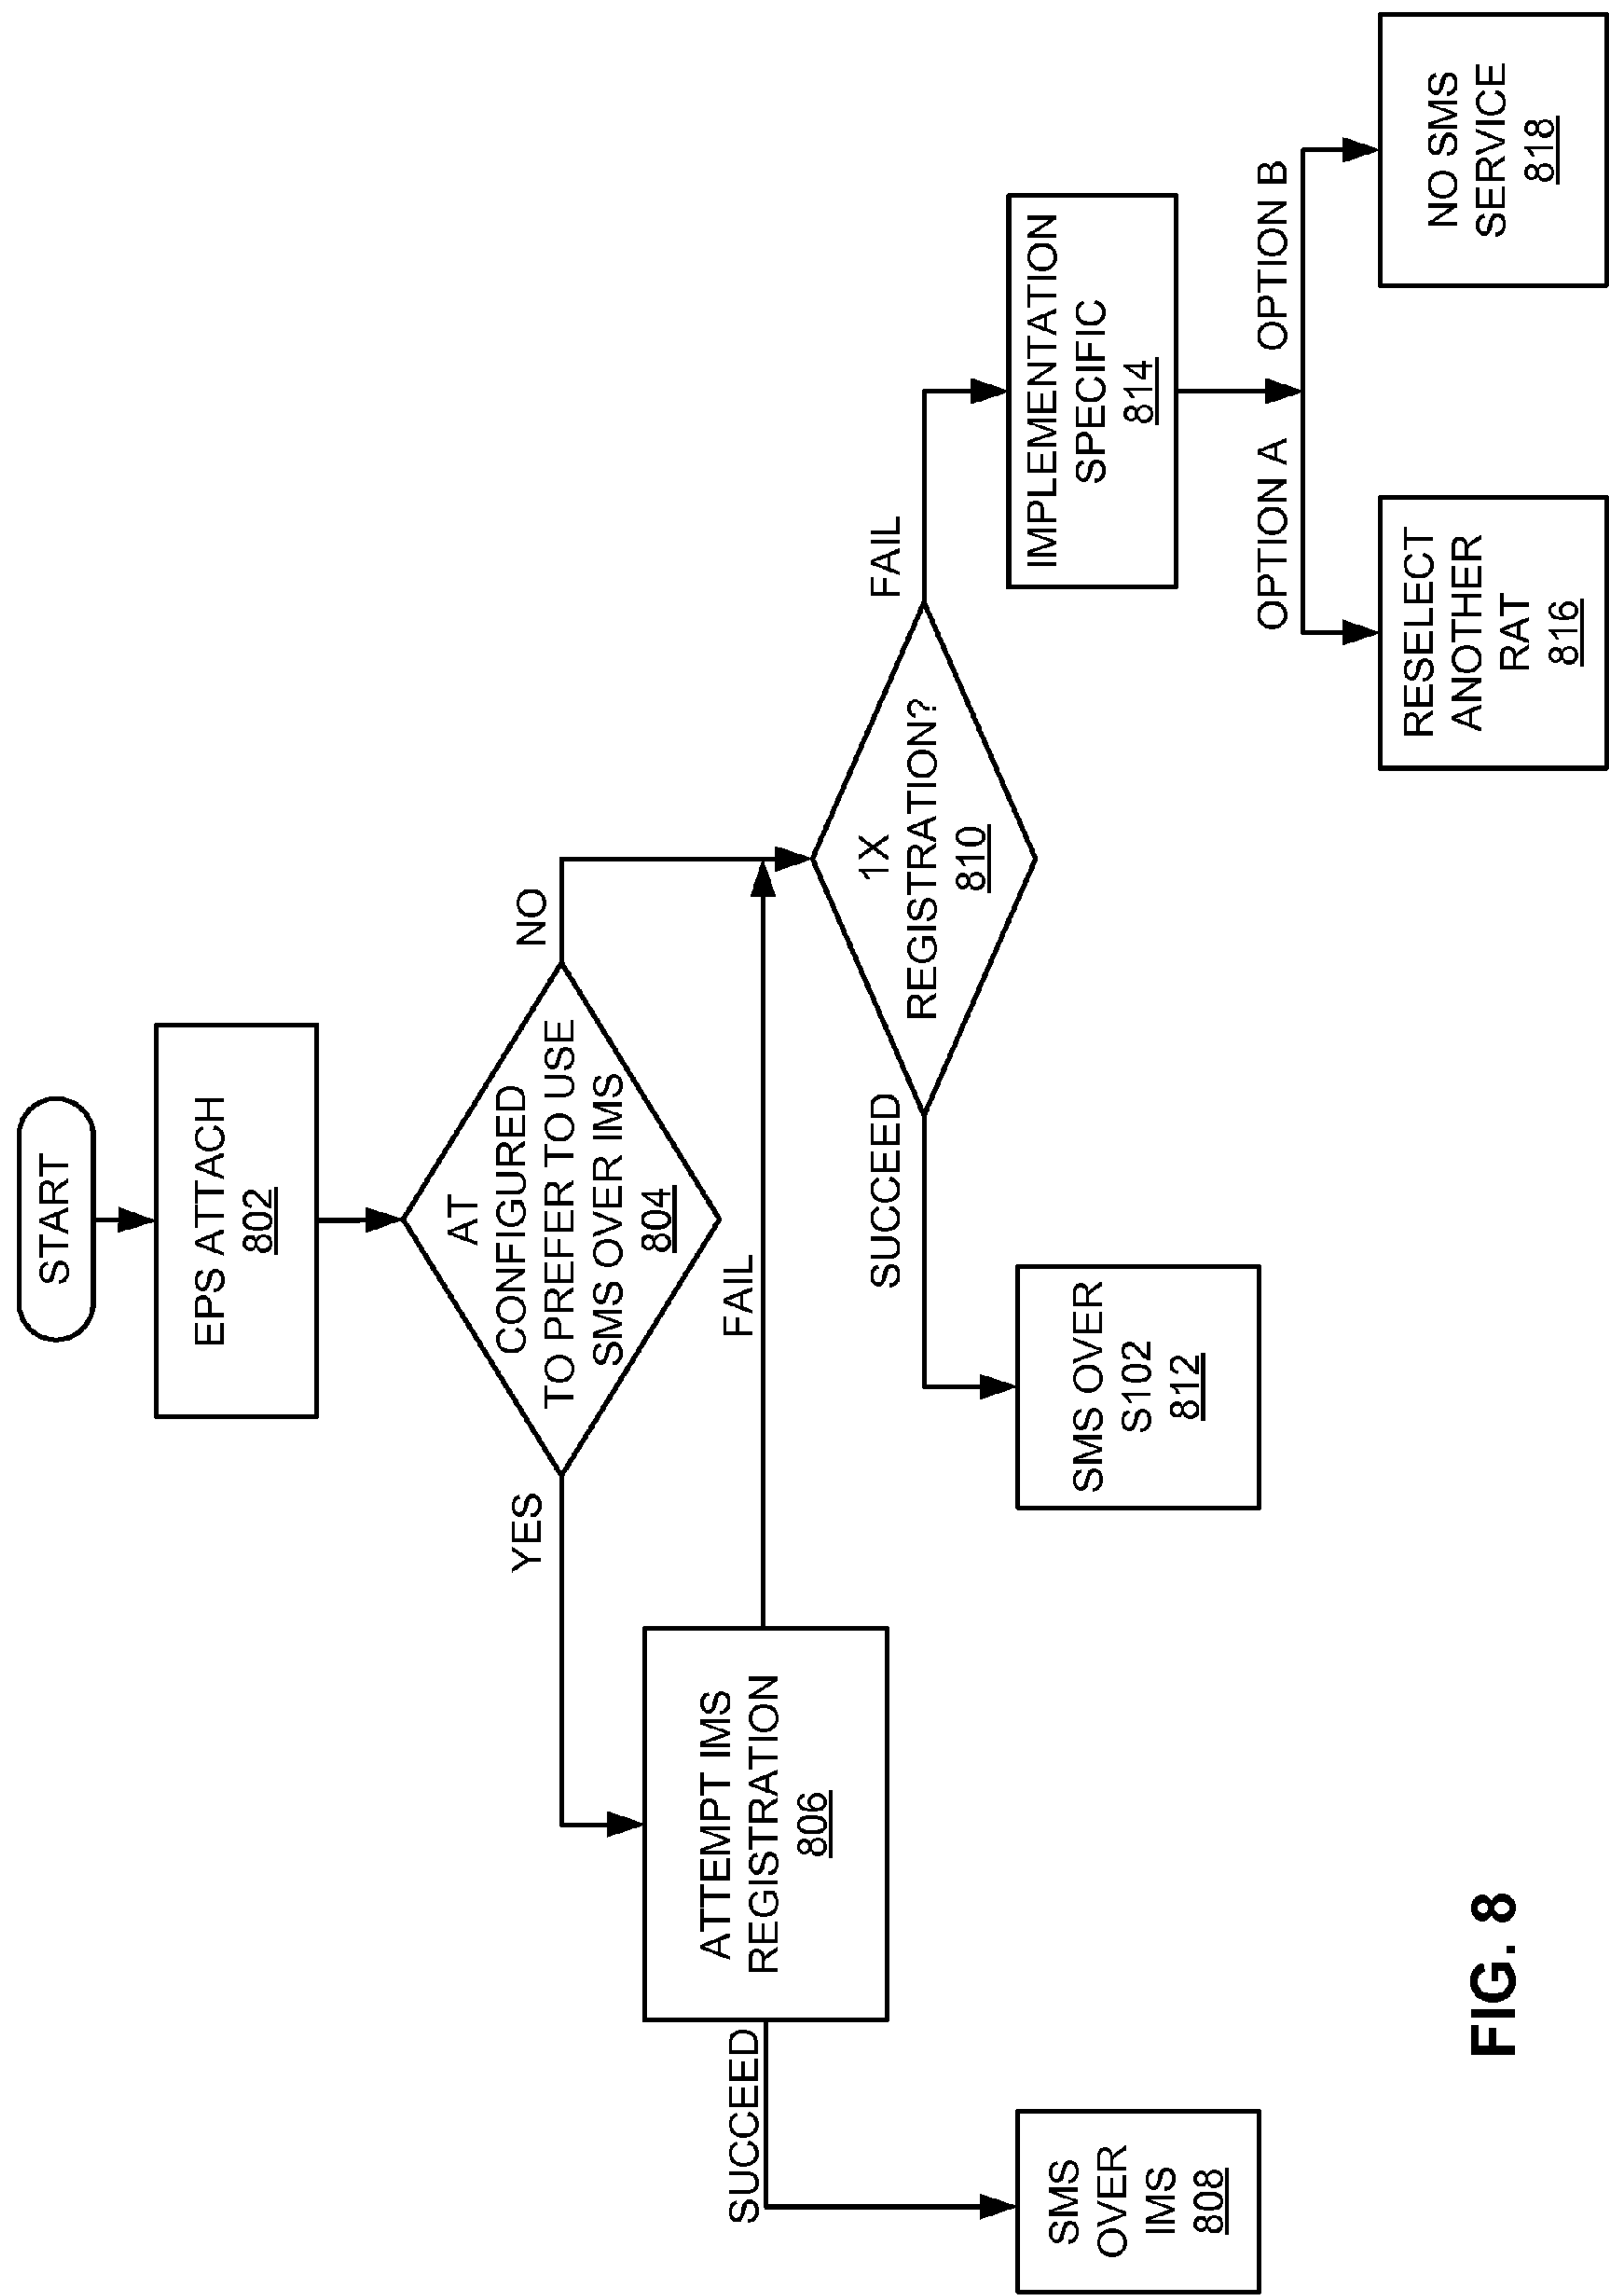 START
EPS ATTACH
802
AT
CONFIGURED
TO PREFER TO USE
SMS OVER IMS
804
YES
NO
ATTEMPT IMS
REGISTRATION
806
SUCCEED
FAIL
SMS
OVER
IMS
808
1X
REGISTRATION?
810
SUCCEED
FAIL
SMS OVER
S102
812
IMPLEMENTATION
SPECIFIC
814
OPTION A
OPTION B
RESELECT
ANOTHER
RAT
816
NO SMS
SERVICE
818
FIG. 8